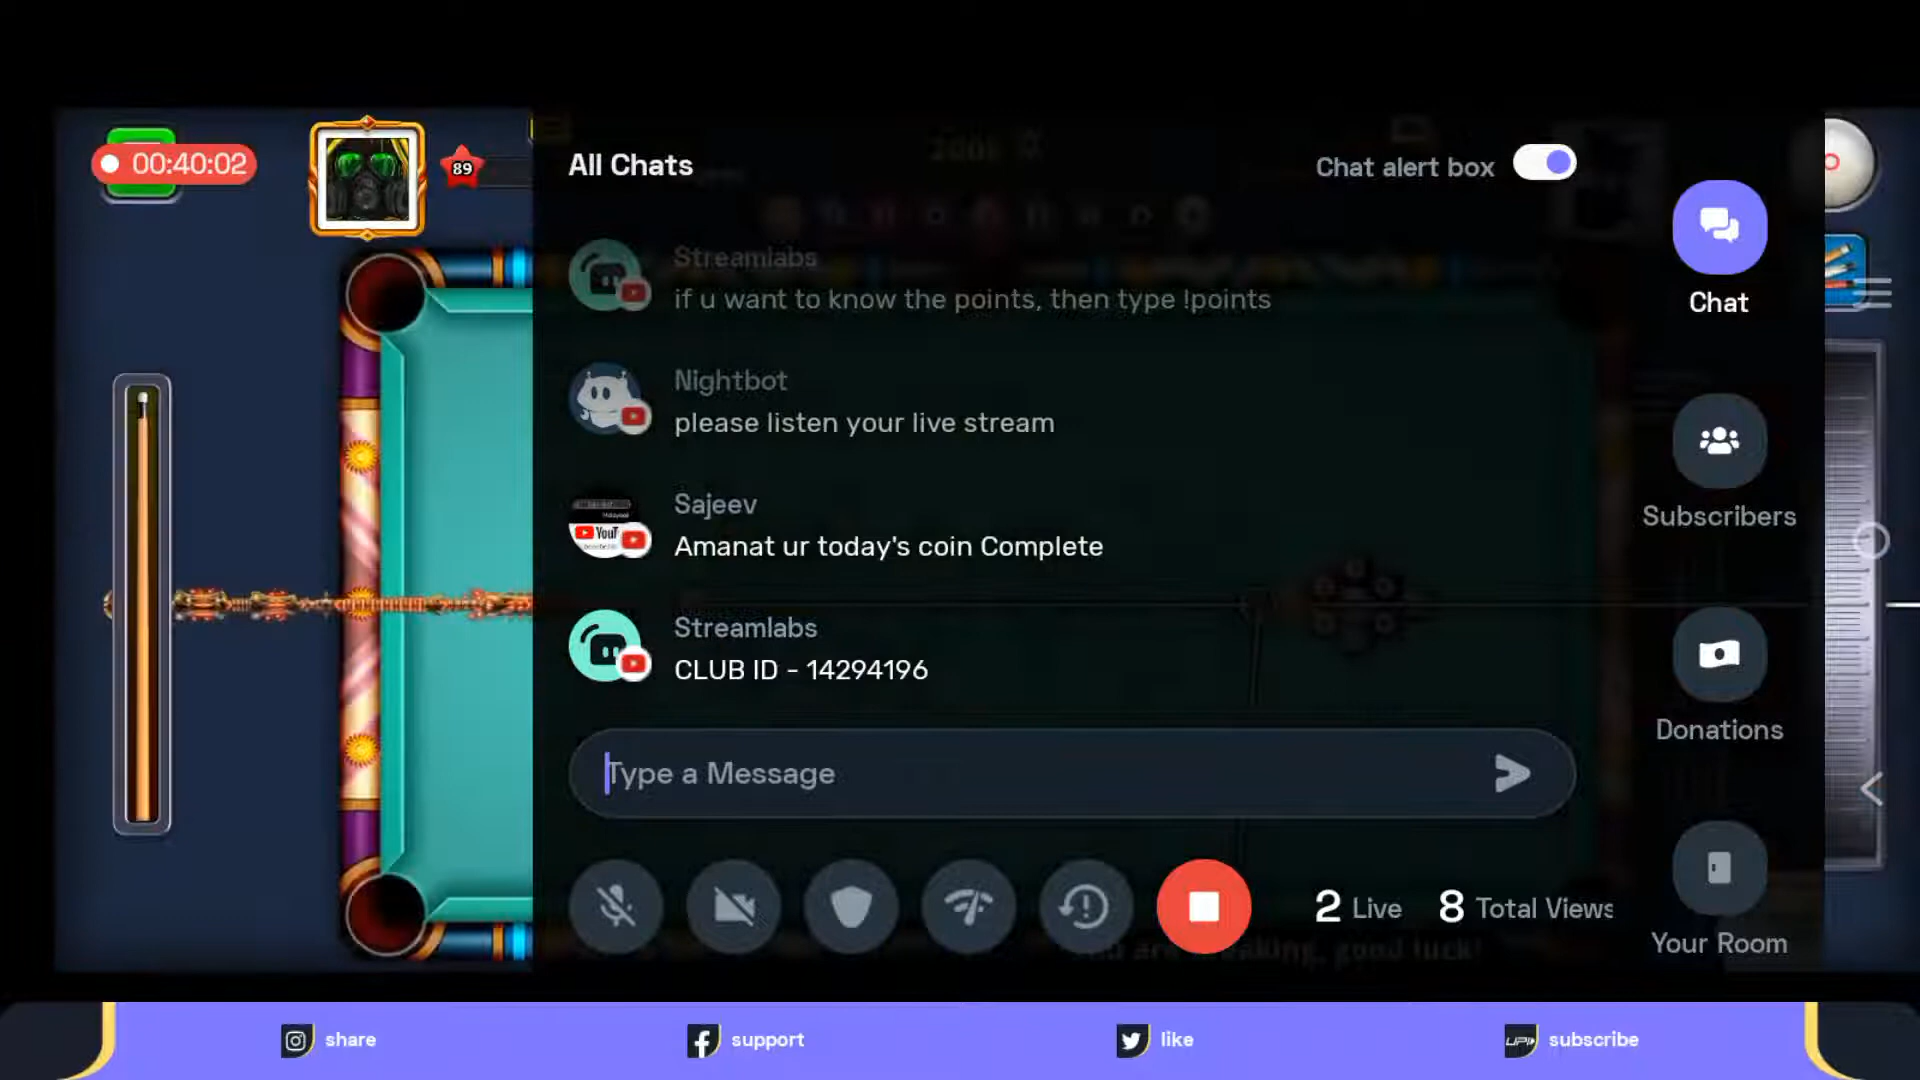 00:40:02
89
All Chats
Chat alert box
Streamlabs
if u want to know the points, then type !points
Nightbot
please listen your live stream
Sajeev
Amanat ur today's coin Complete
Streamlabs
CLUB ID - 14294196
Type a Message
2 Live
8 Total Views
Chat
Subscribers
Donations
Your Room
good luck!
share
support
like
subscribe